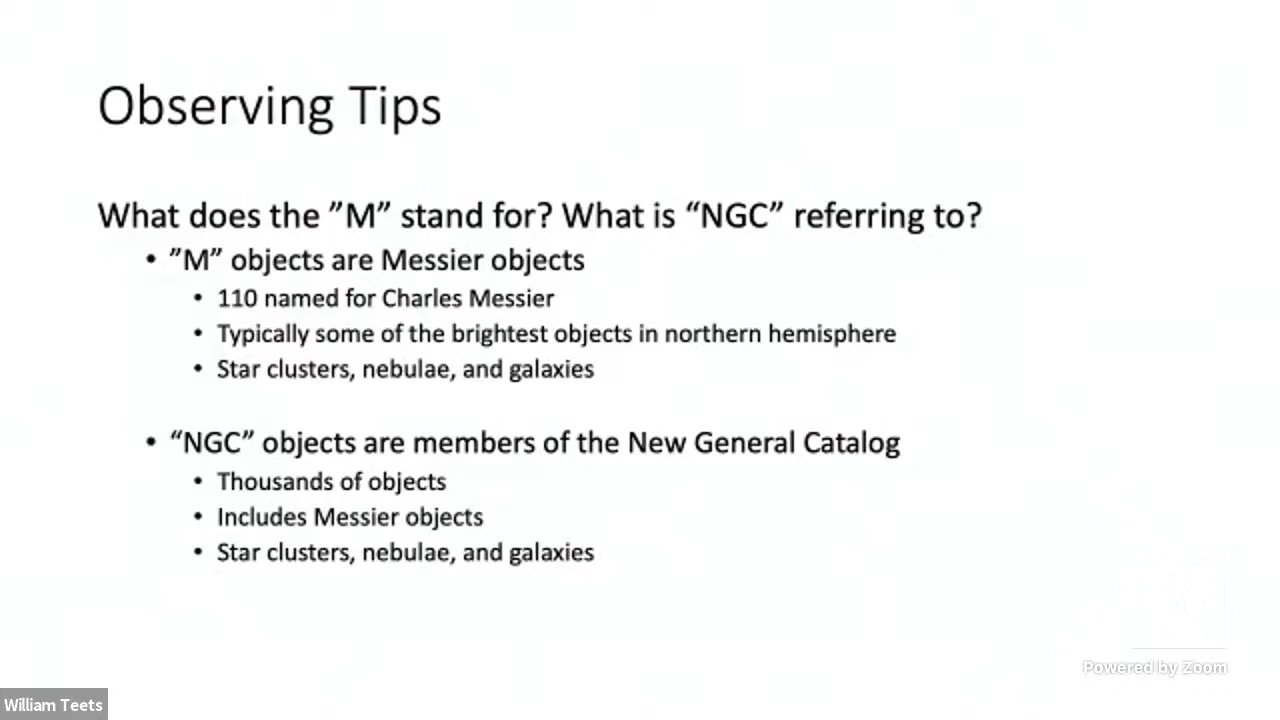 Observing Tips
What does the ”M” stand for? What is “NGC” referring to?
• ”M” objects are Messier objects
• 110 named for Charles Messier
• Typically some of the brightest objects in northern hemisphere
• Star clusters, nebulae, and galaxies
• “NGC” objects are members of the New General Catalog
• Thousands of objects
• Includes Messier objects
• Star clusters, nebulae, and galaxies
Powered by Zoom
William Teets